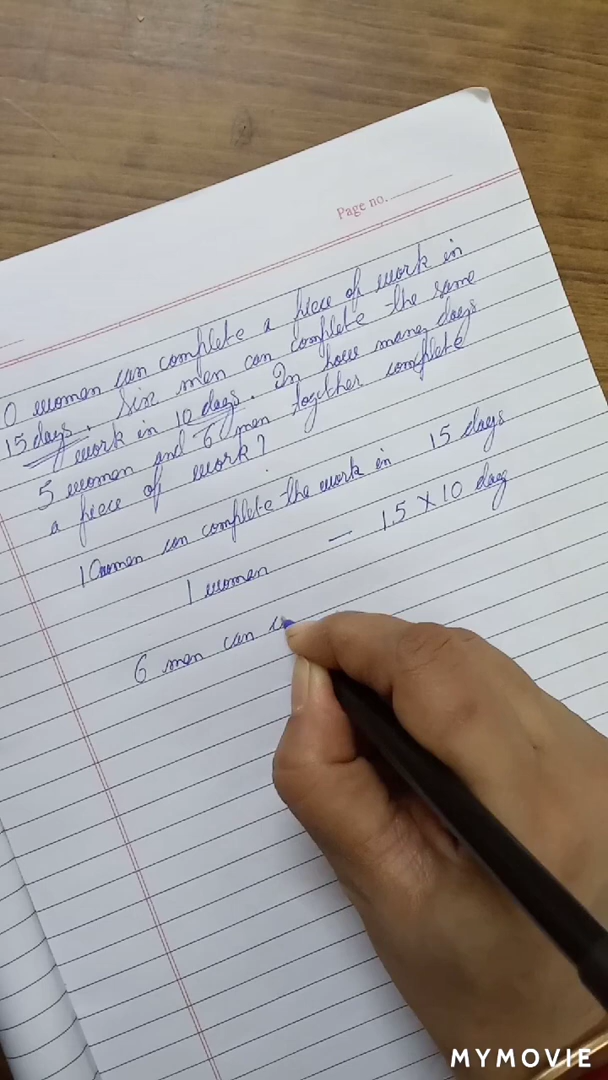 Page no.
0 women can complete a piece of work in
15 days. Six men can complete the same
work in 10 days. In how many days
5 women and 6 men together complete
a piece of work?
10 women can complete the work in 15 days
1 women — 15 × 10 day
6 men can
MYMOVIE